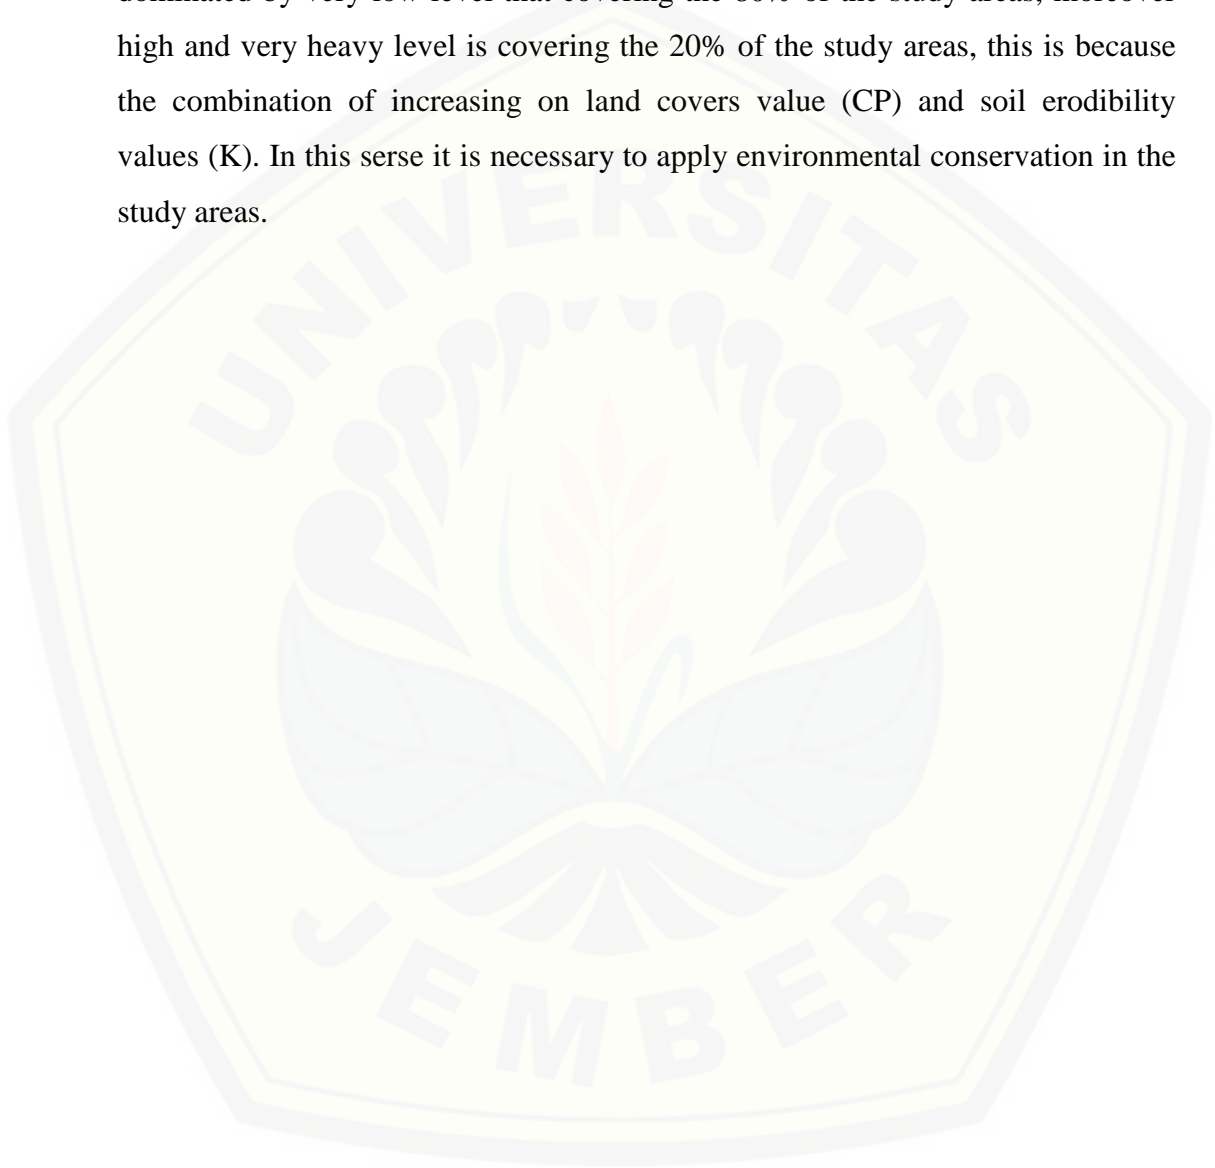 high and very heavy level is covering the 20% of the study areas, this is because
the combination of increasing on land covers value (CP) and soil erodibility
values (K). In this serse it is necessary to apply environmental conservation in the
study areas.
UNIVERSITAS
JEMBER